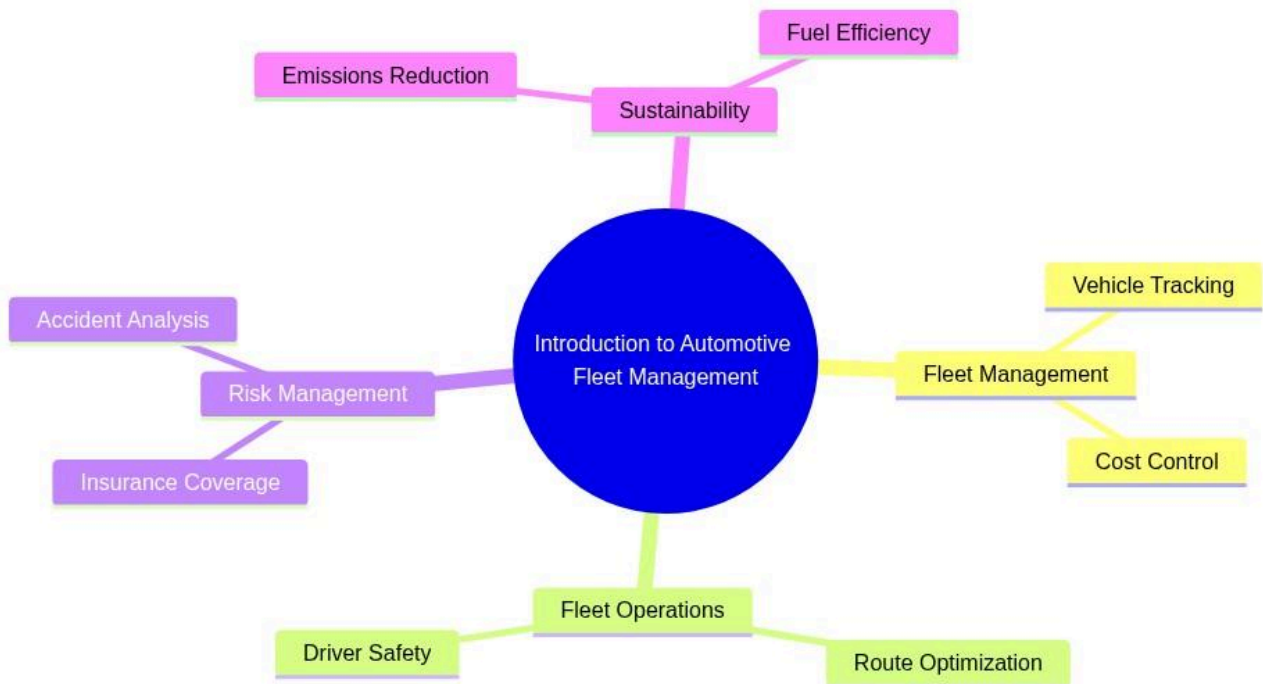 Fuel Efficiency
Emissions Reduction
Sustainability
Introduction to Automotive
Fleet Management
Vehicle Tracking
Fleet Management
Cost Control
Accident Analysis
Risk Management
Insurance Coverage
Fleet Operations
Driver Safety
Route Optimization